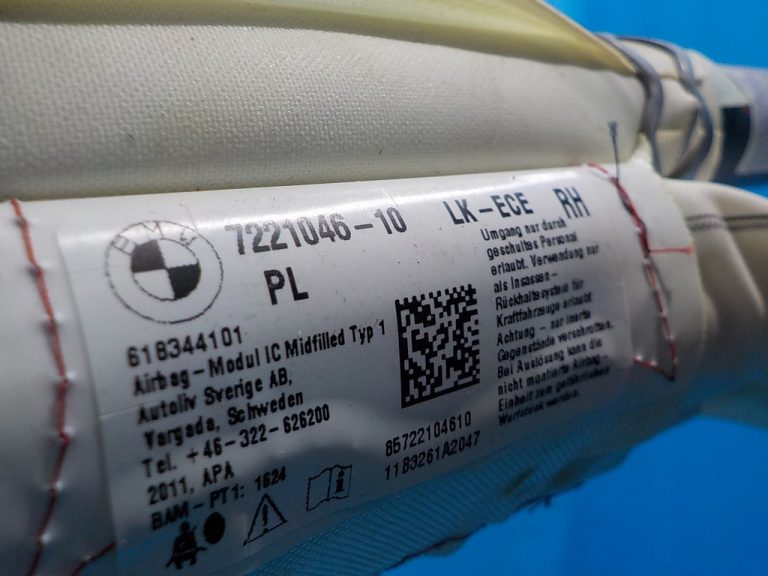 BMW
7221046-10 LK-ECE RH
PL
618344101
Airbag-Modul IC Midfilled Typ 1
Autoliv Sverige AB,
Vargada, Schweden
Tel. +46-322-626200
2011, APA
BAM-PT1: 1624
Umgang nur durch
geschultes Personal
erlaubt. Verwendung nur
als Insassen-
Rückhaltesystem für
Kraftfahrzeuge erlaubt
Achtung - nur inerte
Gegenstände verschrotten.
Bei Auslösung kann die
nicht montierte Airbag-
Einheit zum gefährlichen
Wurfstück werden.
85722104610
11B3261A2047